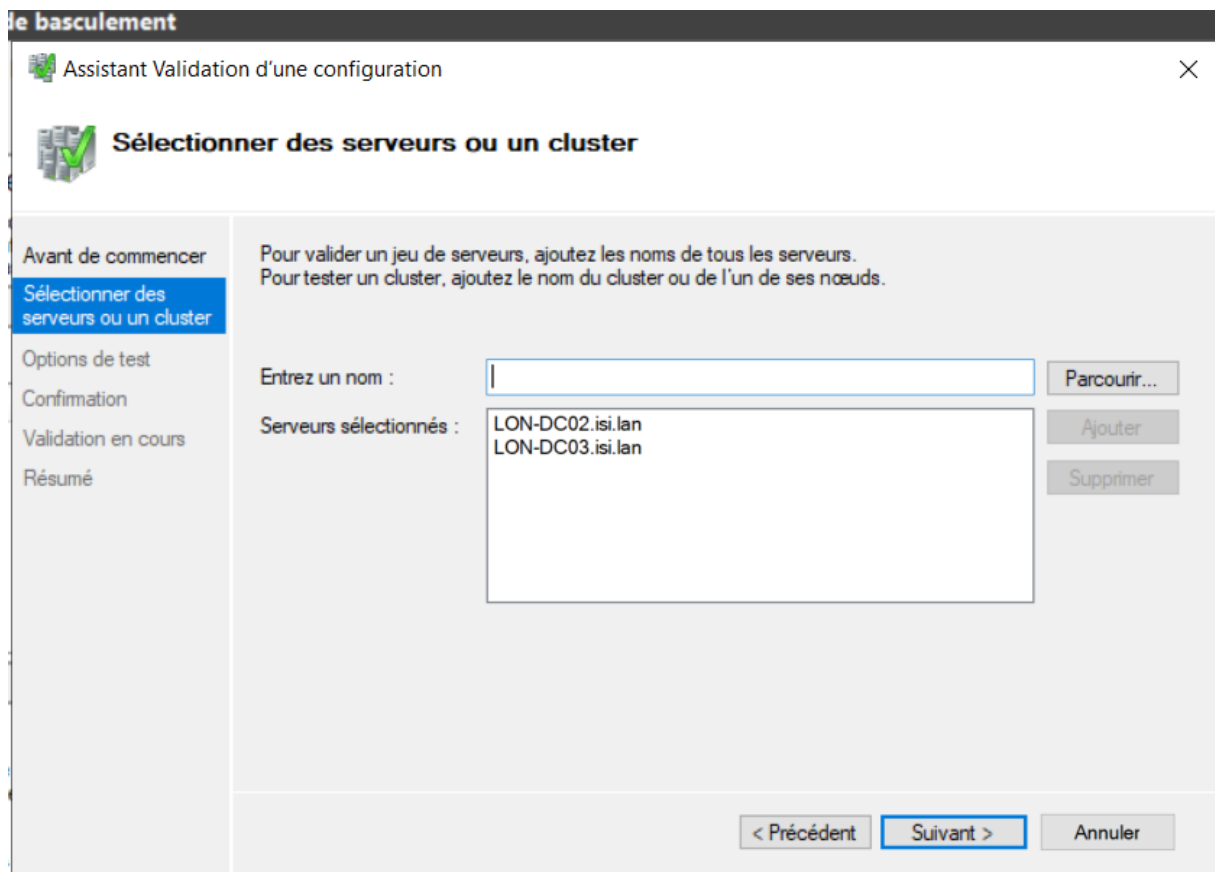 de basculement
Assistant Validation d'une configuration
Sélectionner des serveurs ou un cluster
Avant de commencer
Sélectionner des
serveurs ou un cluster
Options de test
Confirmation
Validation en cours
Résumé
Pour valider un jeu de serveurs, ajoutez les noms de tous les serveurs.
Pour tester un cluster, ajoutez le nom du cluster ou de l'un de ses nœuds.
Entrez un nom :
Parcourir...
Serveurs sélectionnés :
LON-DC02.isi.lan
LON-DC03.isi.lan
Ajouter
Supprimer
< Précédent
Suivant >
Annuler